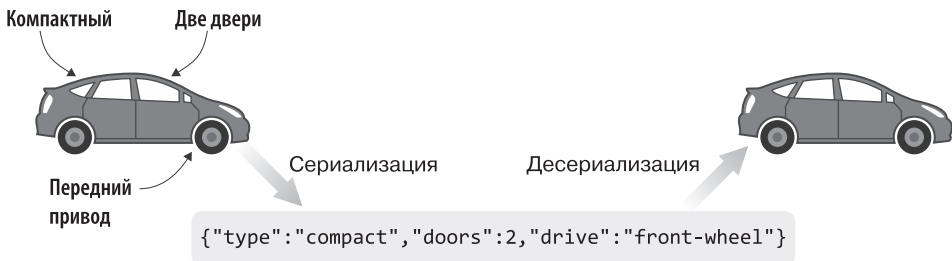 Компактный
Две двери
Передний
привод
Сериализация
Десериализация
{"type":"compact","doors":2,"drive":"front-wheel"}